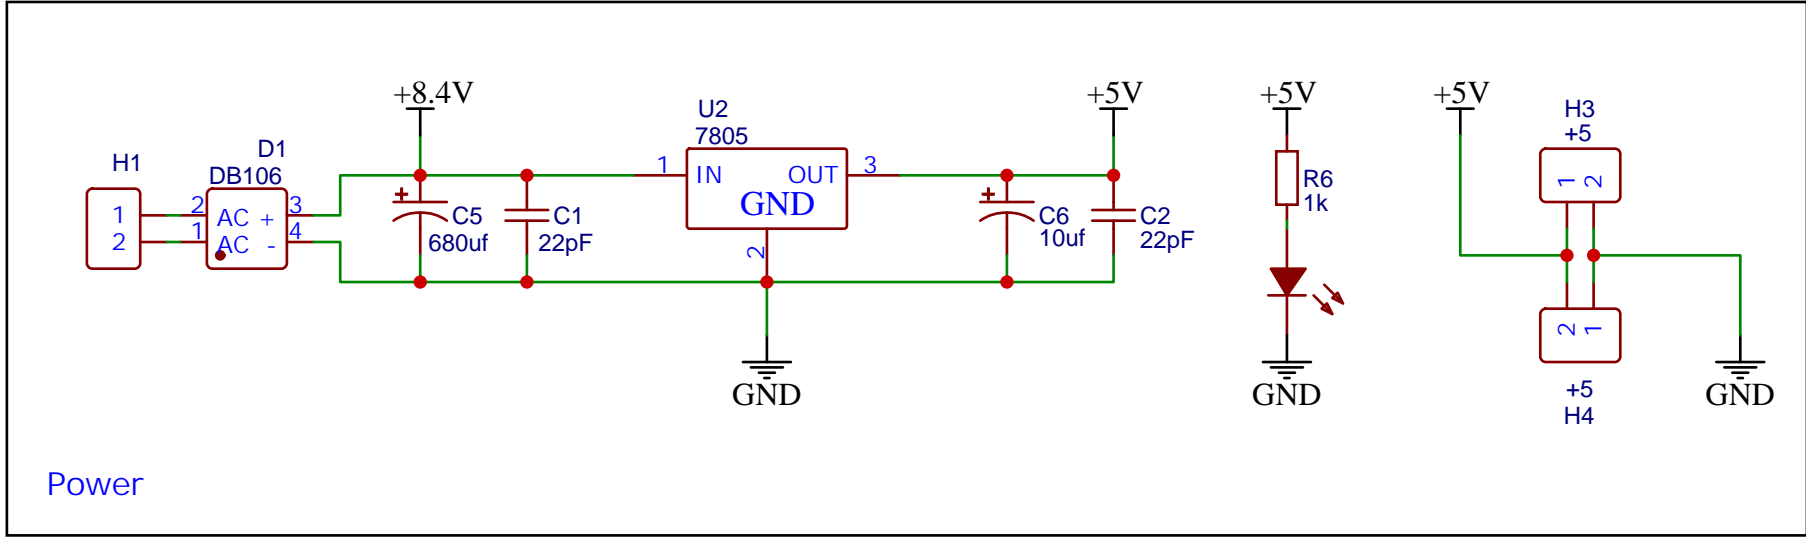 +8.4V
+5V
+5V
+5V
U2
7805
H3
+5
H1
D1
DB106
1
2
2
1
AC +
AC -
3
4
+
C5
680uf
C1
22pF
1
IN
OUT
GND
3
2
+
C6
10uf
C2
22pF
R6
1k
1
2
2
1
+5
H4
GND
GND
GND
Power